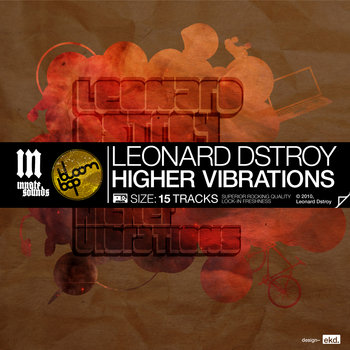 LEONARD
DSTROY
HIGHER
VIBRATIONS
innate
sounds
boom
bap
LEONARD DSTROY
HIGHER VIBRATIONS
SIZE: 15 TRACKS
SUPERIOR ROCKING QUALITY
LOCK-IN FRESHNESS
© 2010,
Leonard Dstroy
design~ ekd.